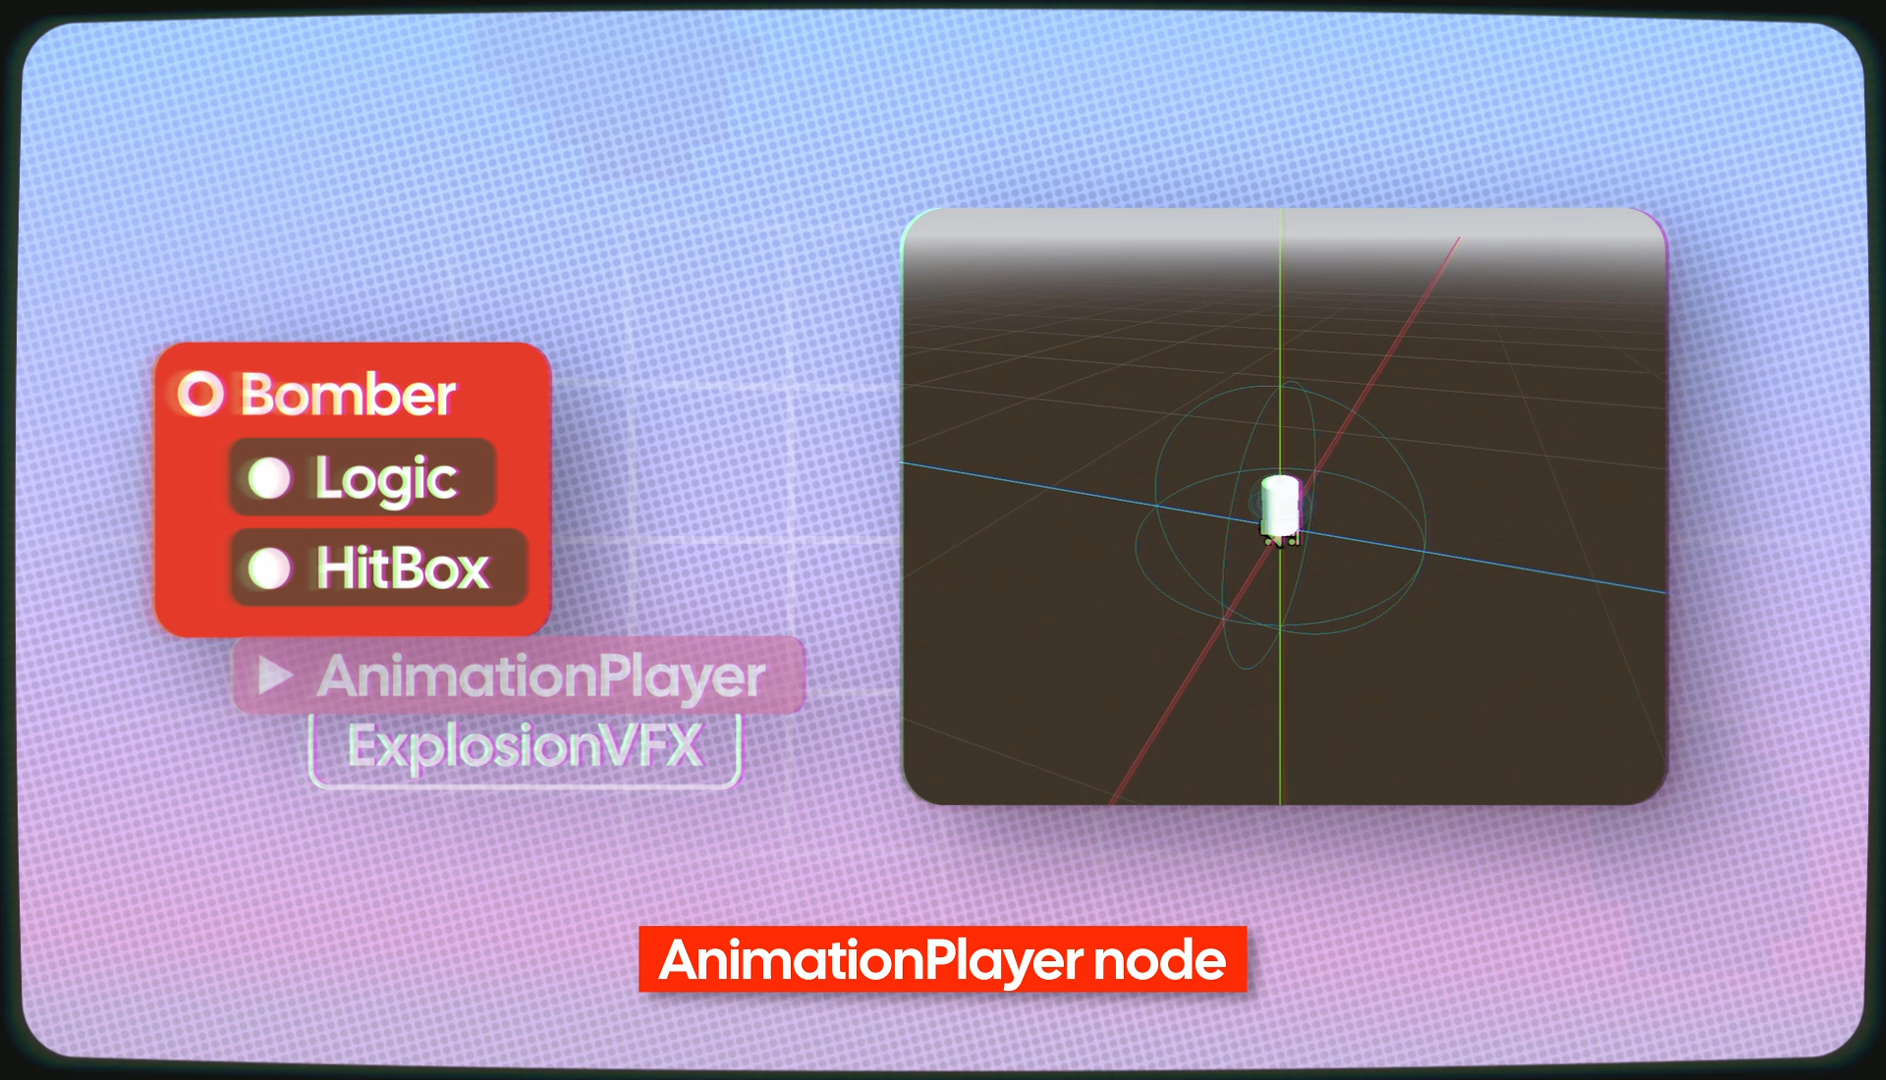 Bomber
Logic
HitBox
AnimationPlayer
ExplosionVFX
AnimationPlayer node